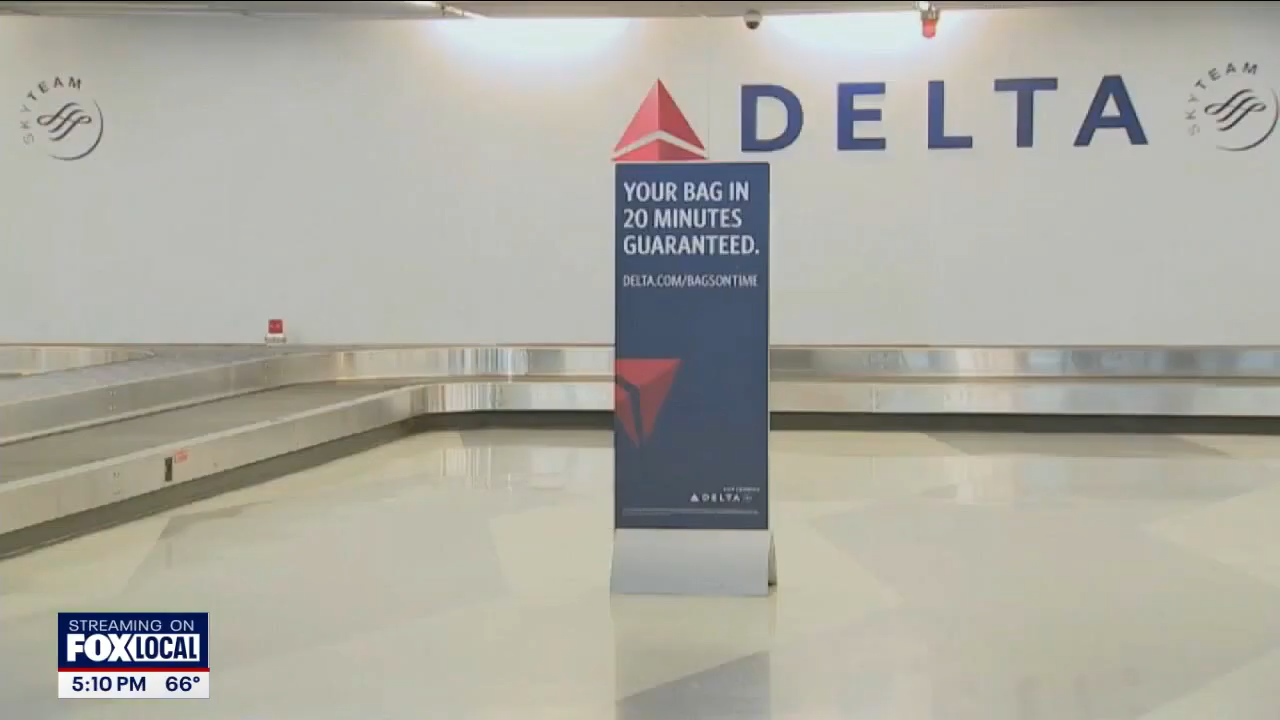 SKYTEAM
DELTA
SKYTEAM
YOUR BAG IN
20 MINUTES
GUARANTEED.
DELTA.COM/BAGSONTIME
DELTA
STREAMING ON
FOX LOCAL
5:10 PM 66°